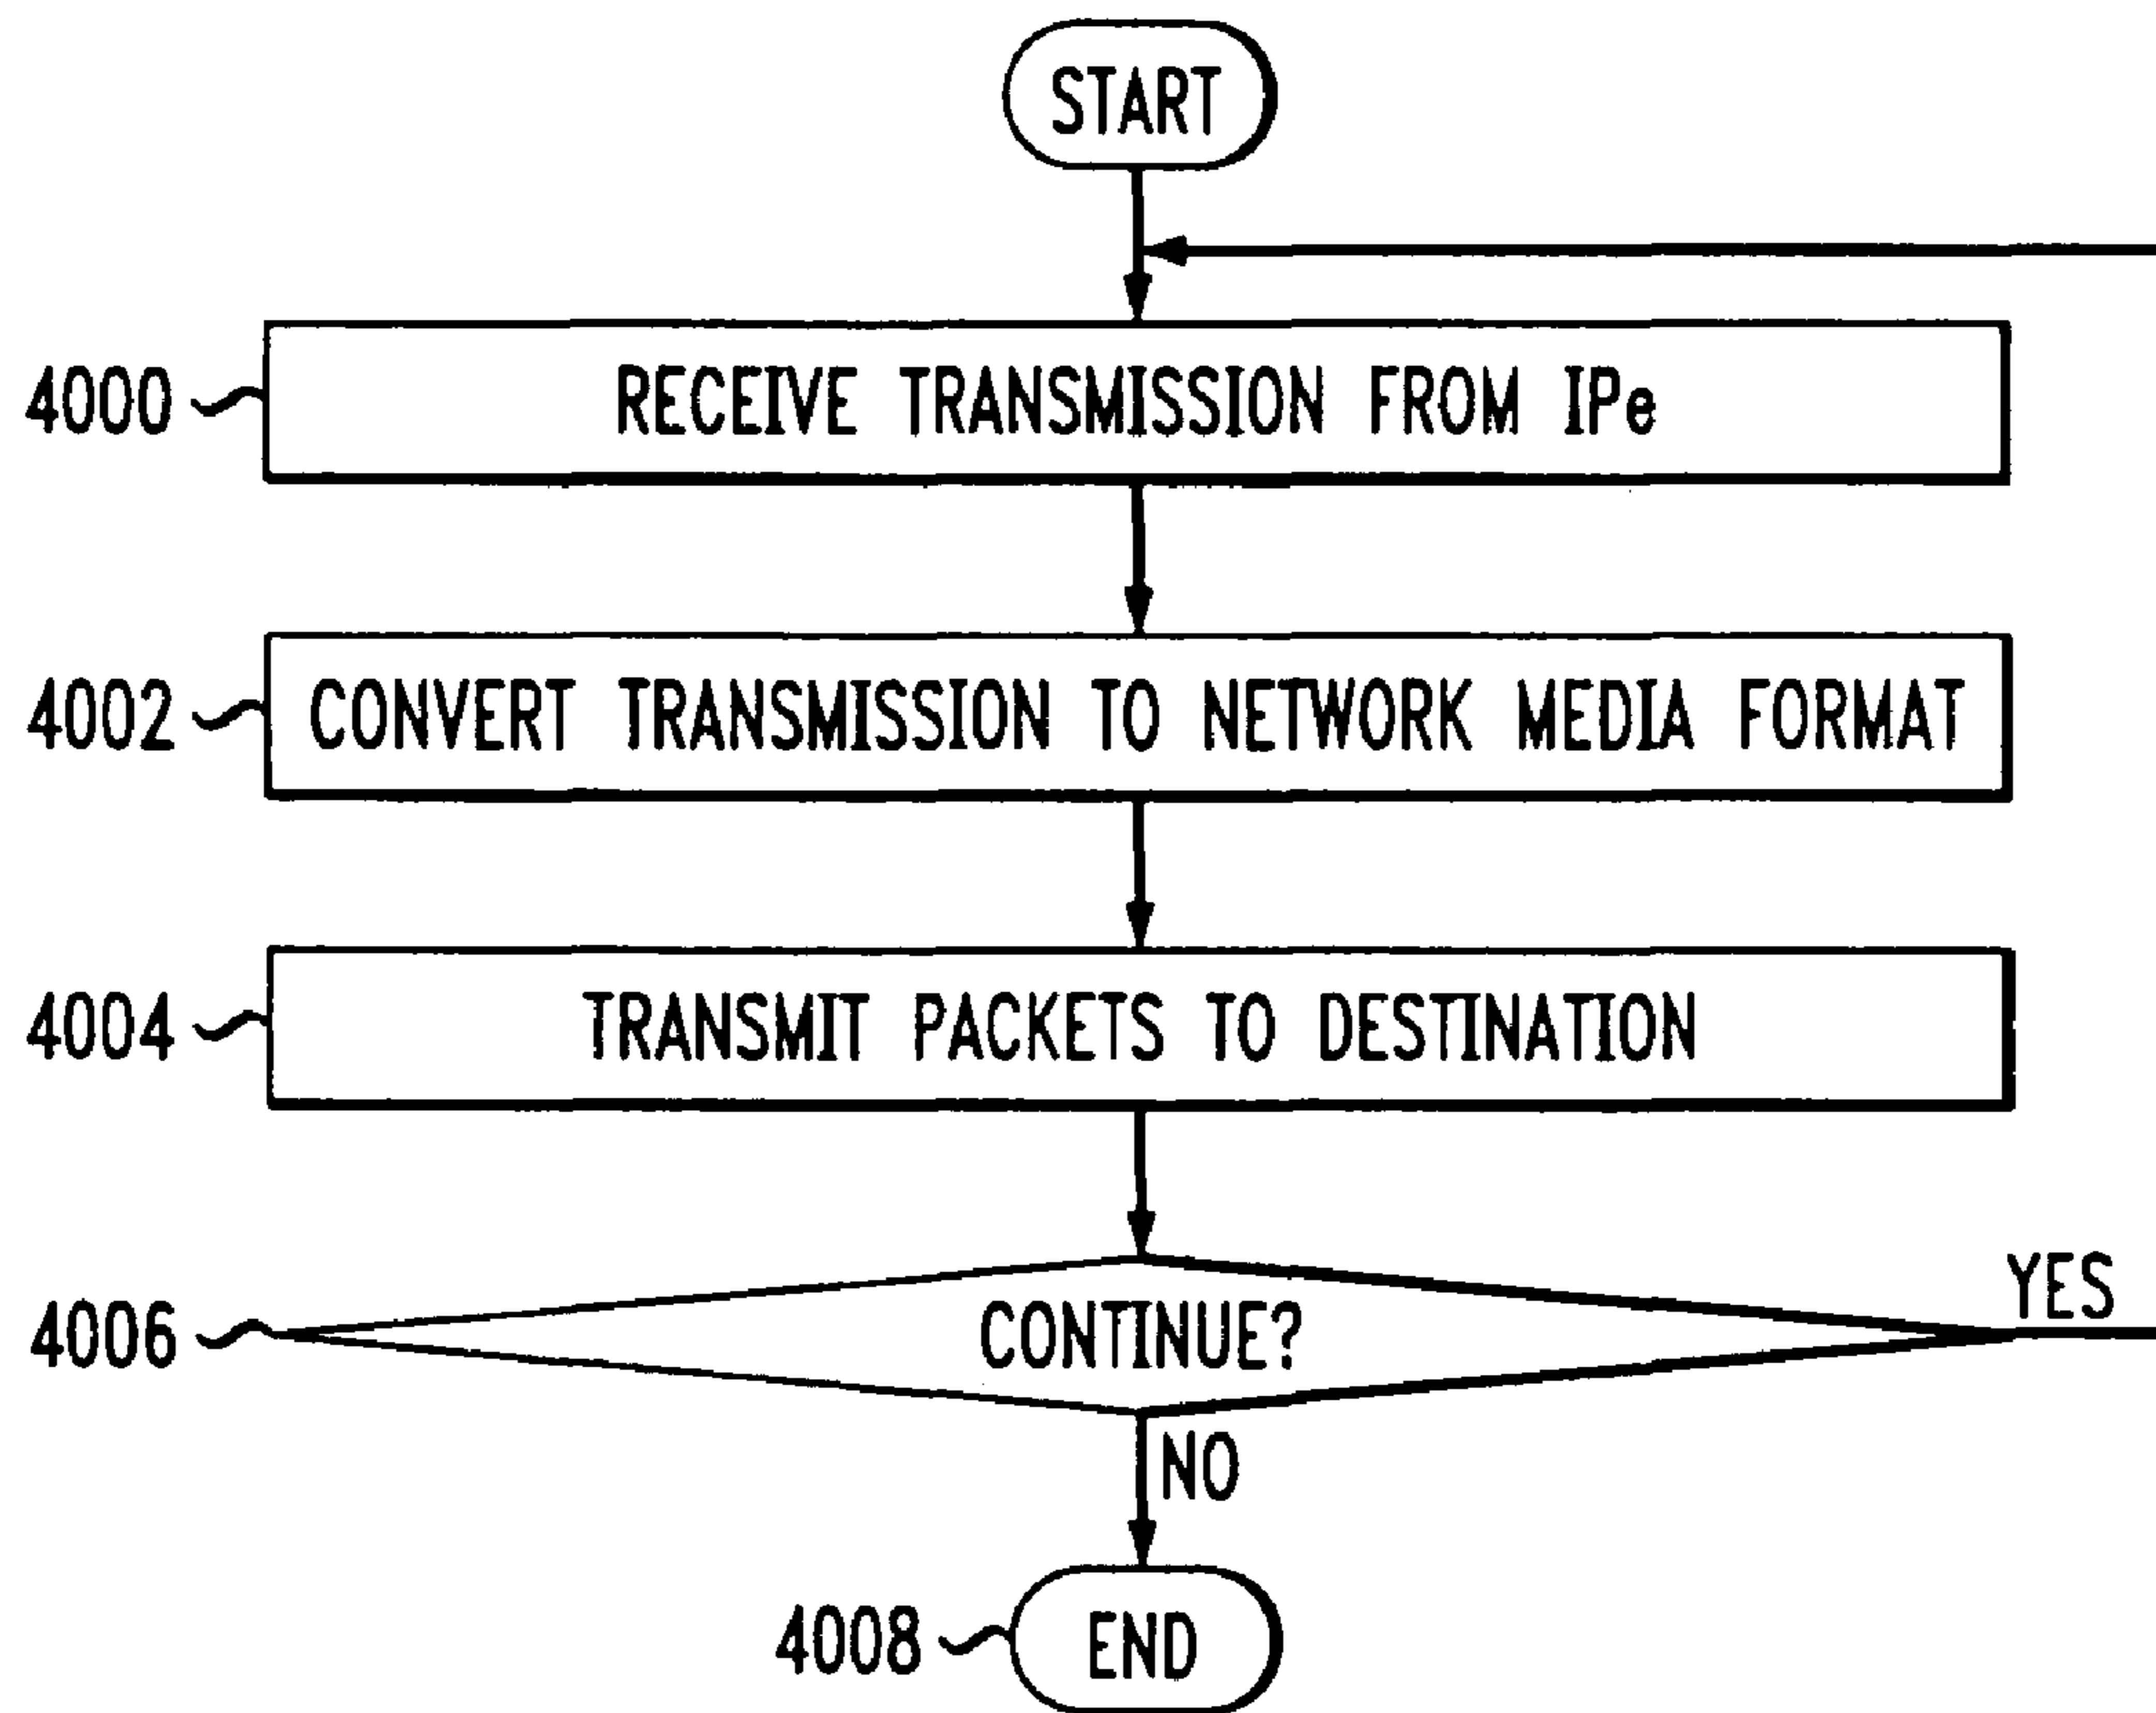 START
4000 RECEIVE TRANSMISSION FROM IPe
4002 CONVERT TRANSMISSION TO NETWORK MEDIA FORMAT
4004 TRANSMIT PACKETS TO DESTINATION
YES
4006 CONTINUE?
NO
4008 END